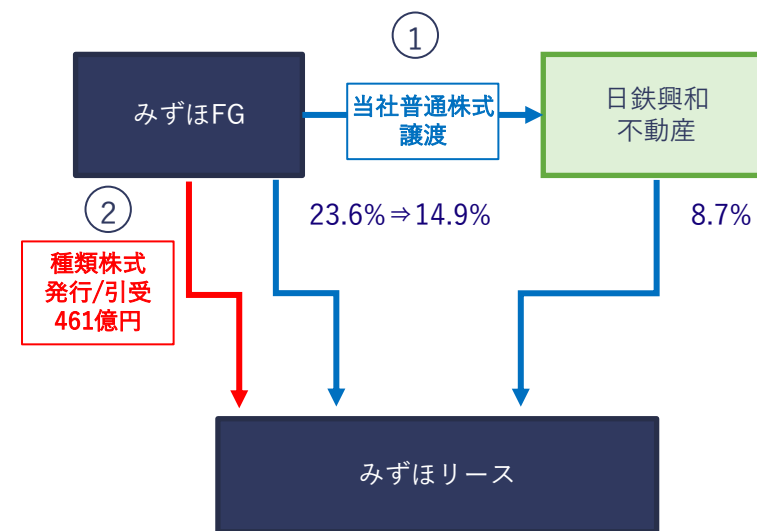 ①
みずほFG
当社普通株式
譲渡
日鉄興和
不動産
②
23.6%⇒14.9%
8.7%
種類株式
発行/引受
461億円
みずほリース